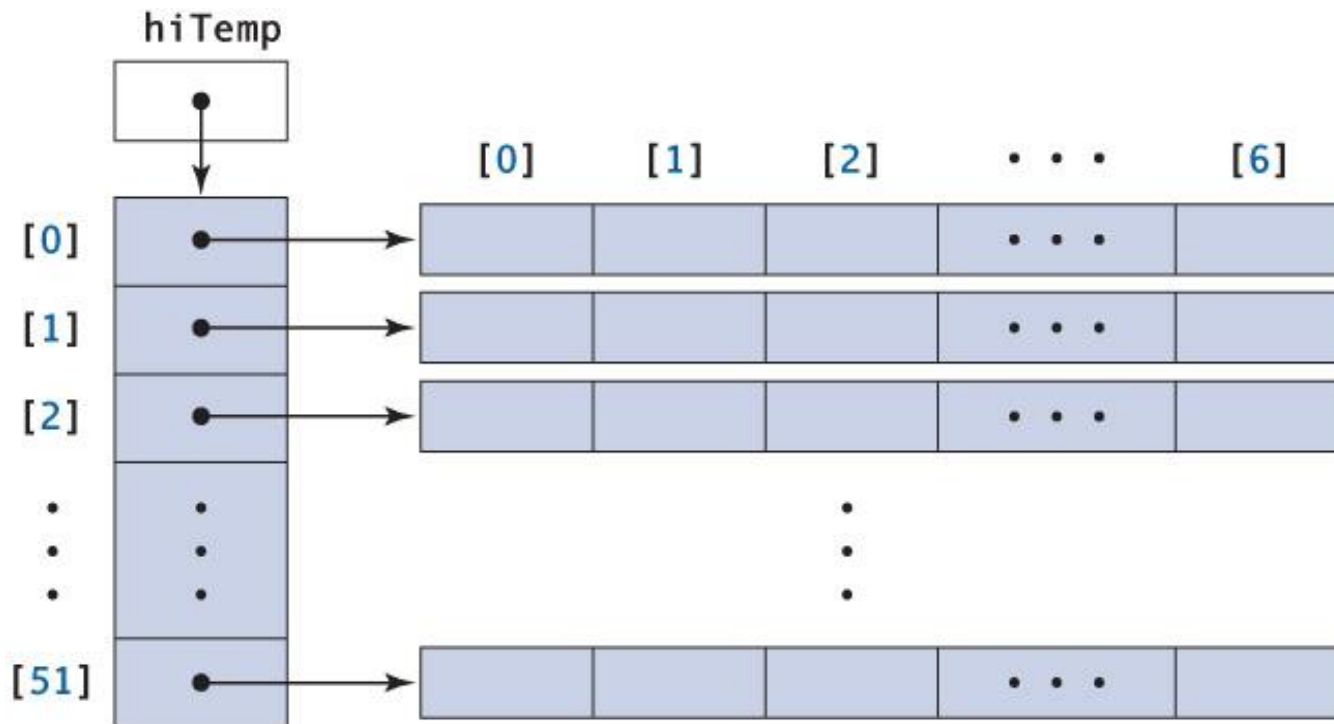 hiTemp
[0] [1] [2] • • • [6]
[0] • • •
[1] • • •
[2] • • •
[51] • • •